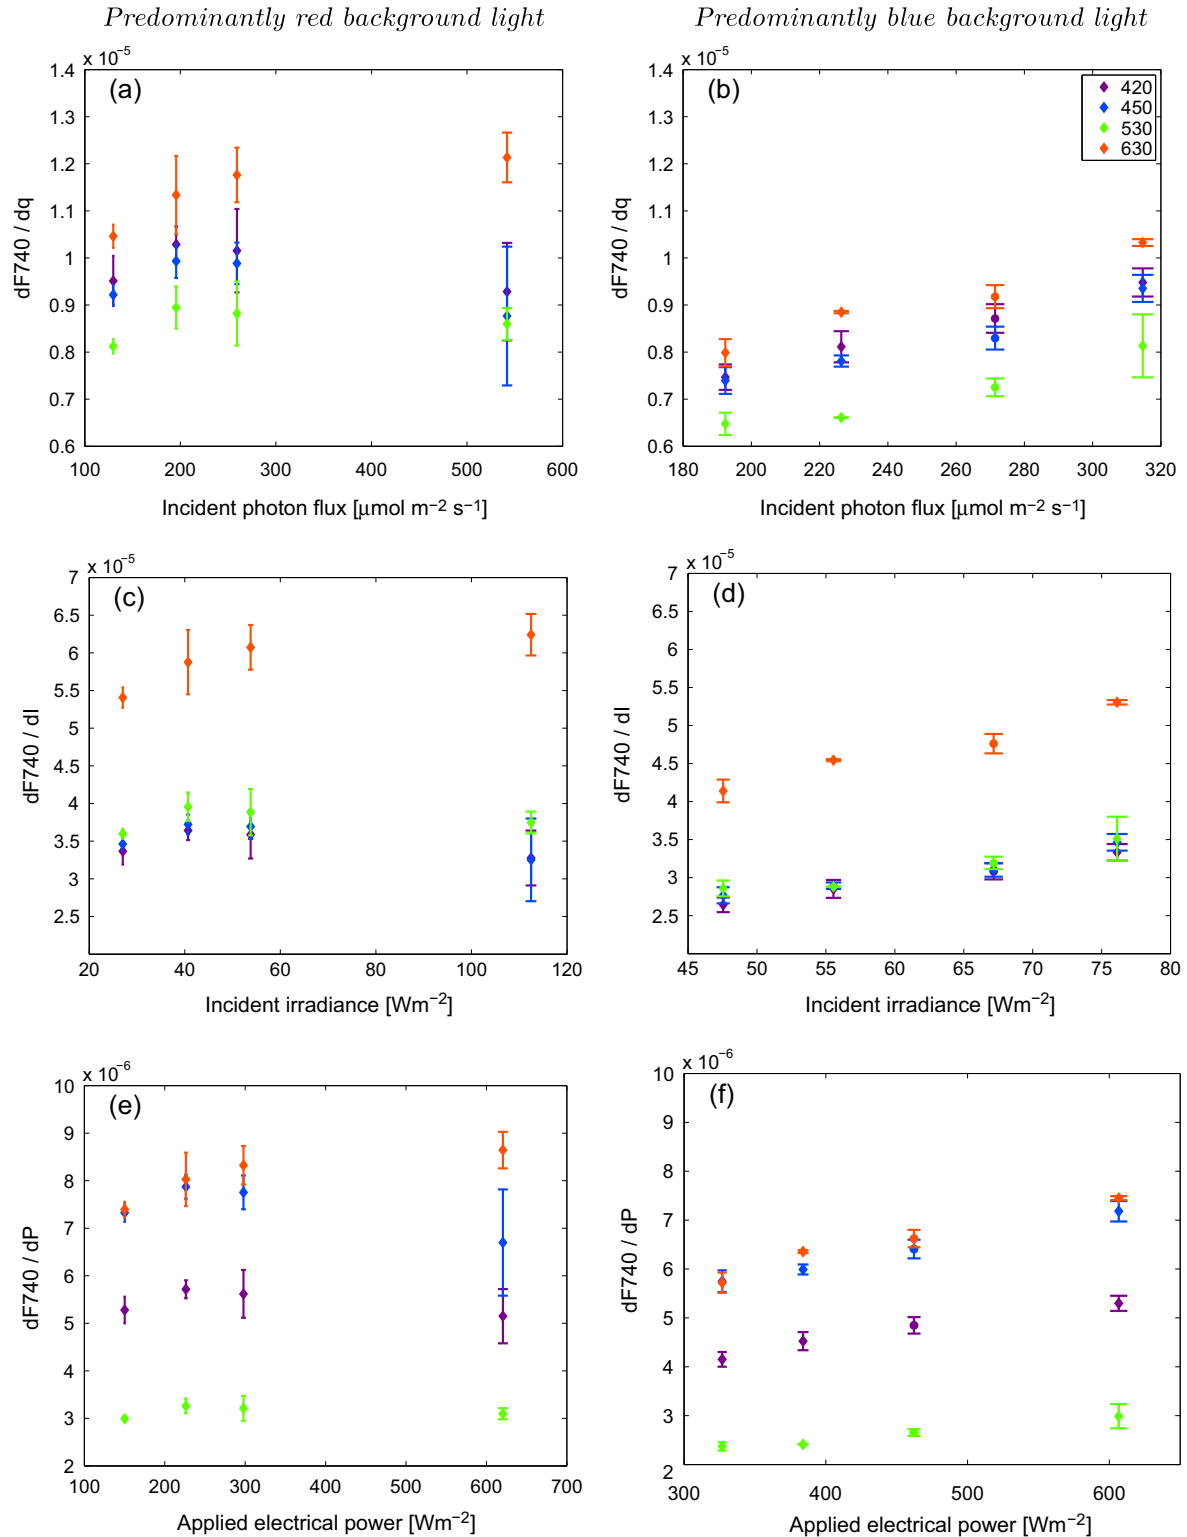 Predominantly red background light
Predominantly blue background light
x 10⁻⁵
(a)
1.4
1.3
1.2
1.1
1
0.9
0.8
0.7
0.6
dF740 / dq
100 200 300 400 500 600
Incident photon flux [μmol m−2 s−1]
x 10⁻⁵
(b)
420
450
530
630
1.4
1.3
1.2
1.1
1
0.9
0.8
0.7
0.6
dF740 / dq
180 200 220 240 260 280 300 320
Incident photon flux [μmol m−2 s−1]
x 10⁻⁵
(c)
7
6.5
6
5.5
5
4.5
4
3.5
3
2.5
dF740 / dI
20 40 60 80 100 120
Incident irradiance [Wm⁻²]
x 10⁻⁵
(d)
7
6.5
6
5.5
5
4.5
4
3.5
3
2.5
dF740 / dI
45 50 55 60 65 70 75 80
Incident irradiance [Wm⁻²]
x 10⁻⁶
(e)
10
9
8
7
6
5
4
3
2
dF740 / dP
100 200 300 400 500 600 700
Applied electrical power [Wm⁻²]
x 10⁻⁶
(f)
10
9
8
7
6
5
4
3
2
dF740 / dP
300 400 500 600
Applied electrical power [Wm⁻²]